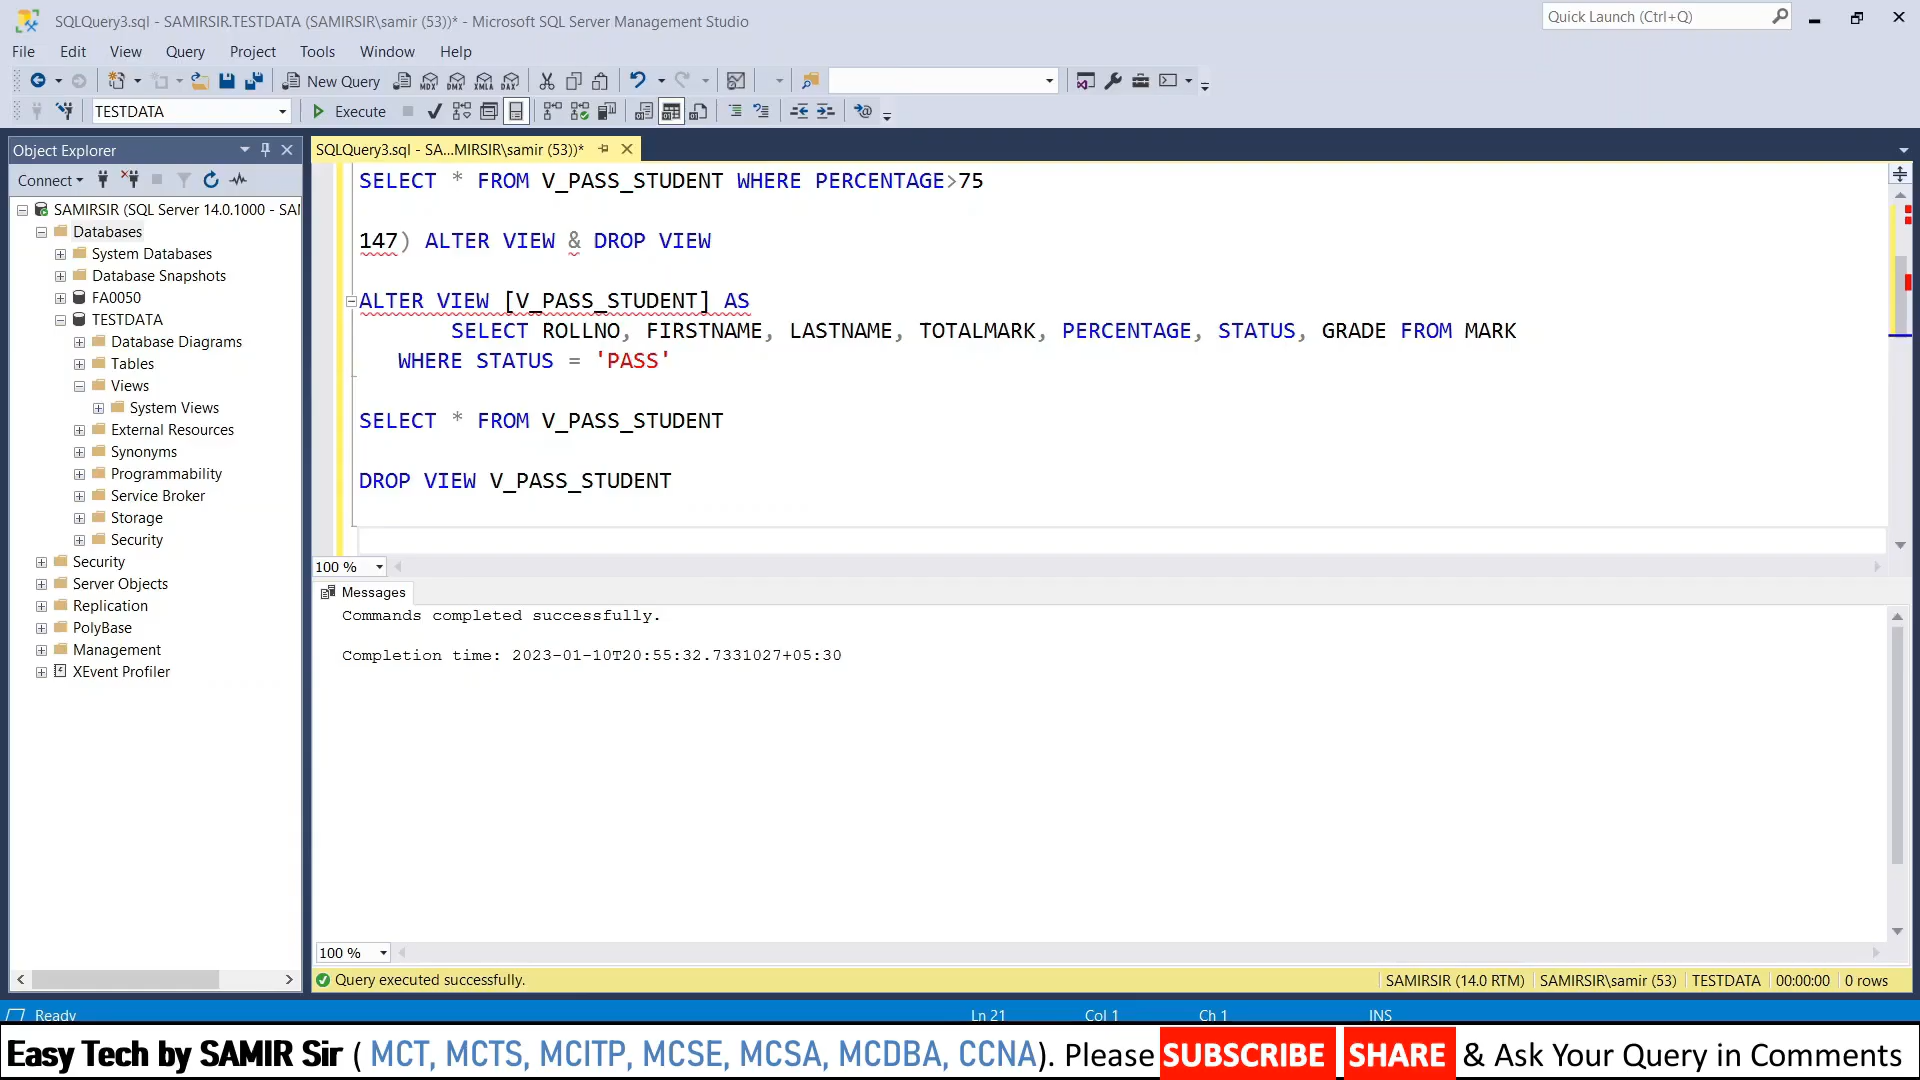 SQLQuery3.sql - SAMIRSIR.TESTDATA (SAMIRSIR\samir (53))* - Microsoft SQL Server Management Studio
Quick Launch (Ctrl+Q)
File Edit View Query Project Tools Window Help
New Query
MDX DMX XMLA DAX
TESTDATA
Execute
Object Explorer
SQLQuery3.sql - SA...MIRSIR\samir (53))*
Connect
SAMIRSIR (SQL Server 14.0.1000 - SAI
Databases
System Databases
Database Snapshots
FA0050
TESTDATA
Database Diagrams
Tables
Views
System Views
External Resources
Synonyms
Programmability
Service Broker
Storage
Security
Security
Server Objects
Replication
PolyBase
Management
XEvent Profiler
SELECT * FROM V_PASS_STUDENT WHERE PERCENTAGE>75
147) ALTER VIEW & DROP VIEW
ALTER VIEW [V_PASS_STUDENT] AS
SELECT ROLLNO, FIRSTNAME, LASTNAME, TOTALMARK, PERCENTAGE, STATUS, GRADE FROM MARK
WHERE STATUS = 'PASS'
SELECT * FROM V_PASS_STUDENT
DROP VIEW V_PASS_STUDENT
100 %
Messages
Commands completed successfully.
Completion time: 2023-01-10T20:55:32.7331027+05:30
100 %
Query executed successfully.
SAMIRSIR (14.0 RTM) SAMIRSIR\samir (53) TESTDATA 00:00:00 0 rows
Ready
Ln 21 Col 1 Ch 1 INS
Easy Tech by SAMIR Sir ( MCT, MCTS, MCITP, MCSE, MCSA, MCDBA, CCNA). Please SUBSCRIBE SHARE & Ask Your Query in Comments